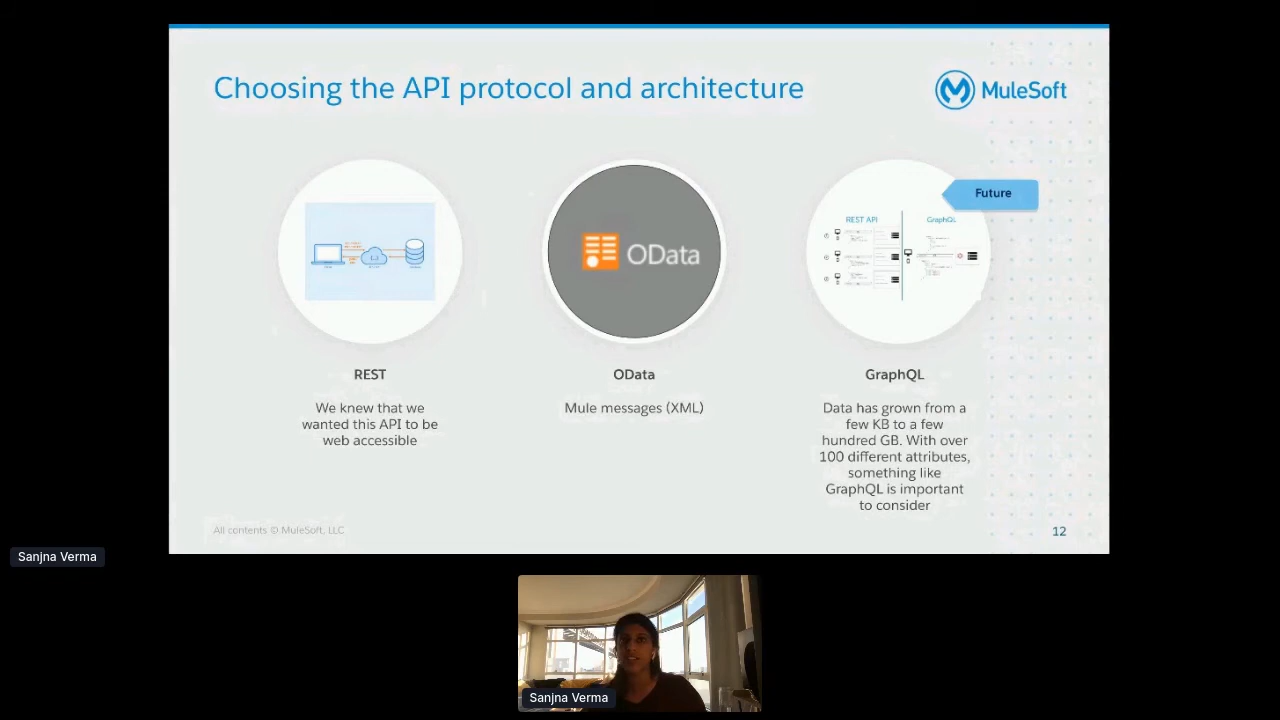 Choosing the API protocol and architecture
MuleSoft
Future
REST API
GraphQL
OData
REST
We knew that we
wanted this API to be
web accessible
OData
Mule messages (XML)
GraphQL
Data has grown from a
few KB to a few
hundred GB. With over
100 different attributes,
something like
GraphQL is important
to consider
All contents © MuleSoft, LLC
12
Sanjna Verma
Sanjna Verma